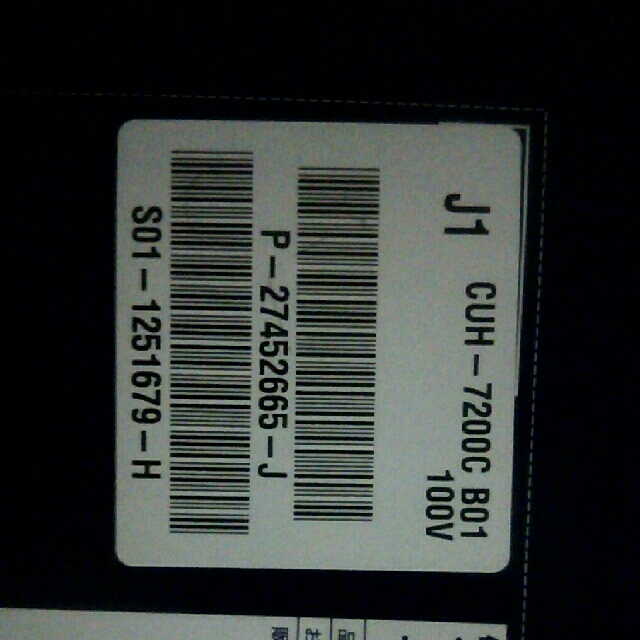 J1 CUH-7200C B01
100V
P-27452665-J
S01-1251679-H